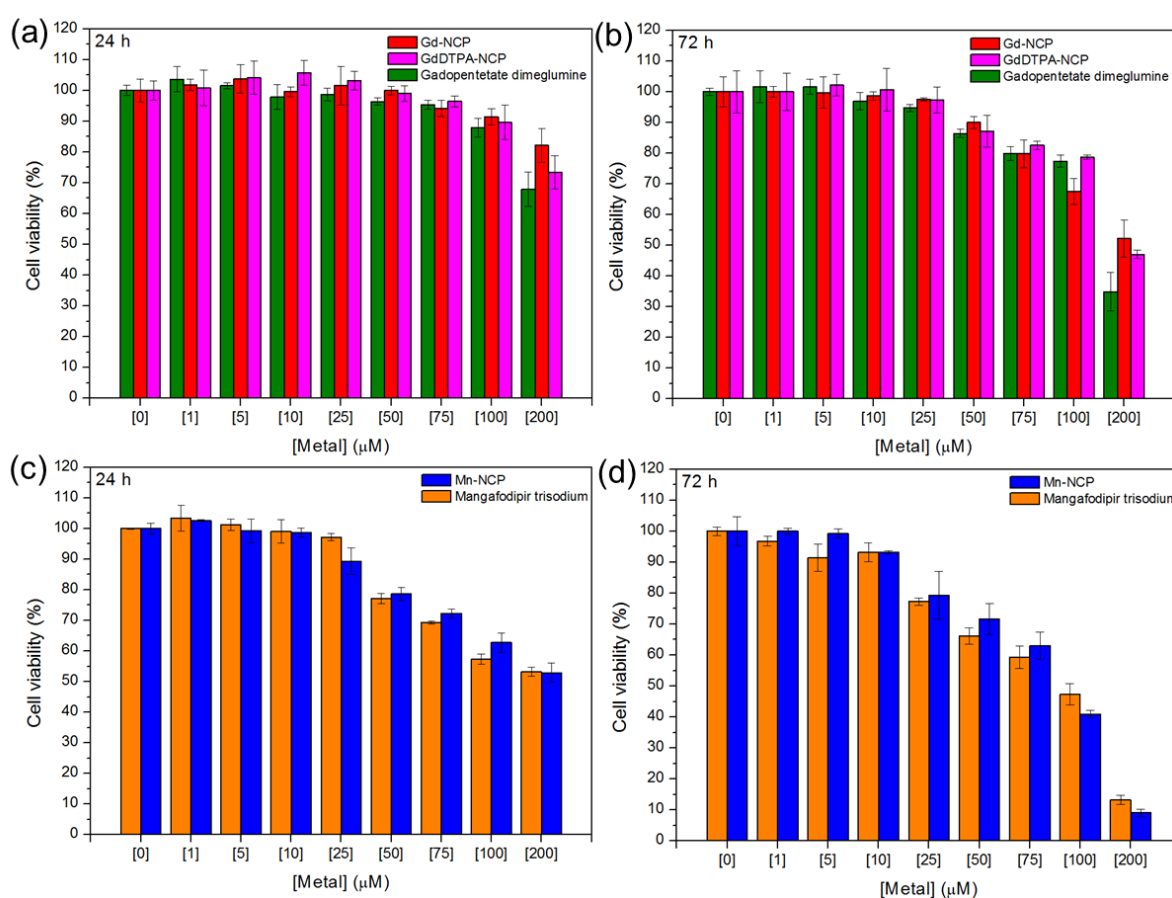 (a)
24 h
Gd-NCP
GdDTPA-NCP
Gadopentetate dimeglumine
Cell viability (%)
120
110
100
90
80
70
60
50
40
30
20
10
0
[0] [1] [5] [10] [25] [50] [75] [100] [200]
[Metal] (µM)
(b)
72 h
Gd-NCP
GdDTPA-NCP
Gadopentetate dimeglumine
Cell viability (%)
120
110
100
90
80
70
60
50
40
30
20
10
0
[0] [1] [5] [10] [25] [50] [75] [100] [200]
[Metal] (µM)
(c)
24 h
Mn-NCP
Mangafodipir trisodium
Cell viability (%)
120
110
100
90
80
70
60
50
40
30
20
10
0
[0] [1] [5] [10] [25] [50] [75] [100] [200]
[Metal] (µM)
(d)
72 h
Mn-NCP
Mangafodipir trisodium
Cell viability (%)
120
110
100
90
80
70
60
50
40
30
20
10
0
[0] [1] [5] [10] [25] [50] [75] [100] [200]
[Metal] (µM)